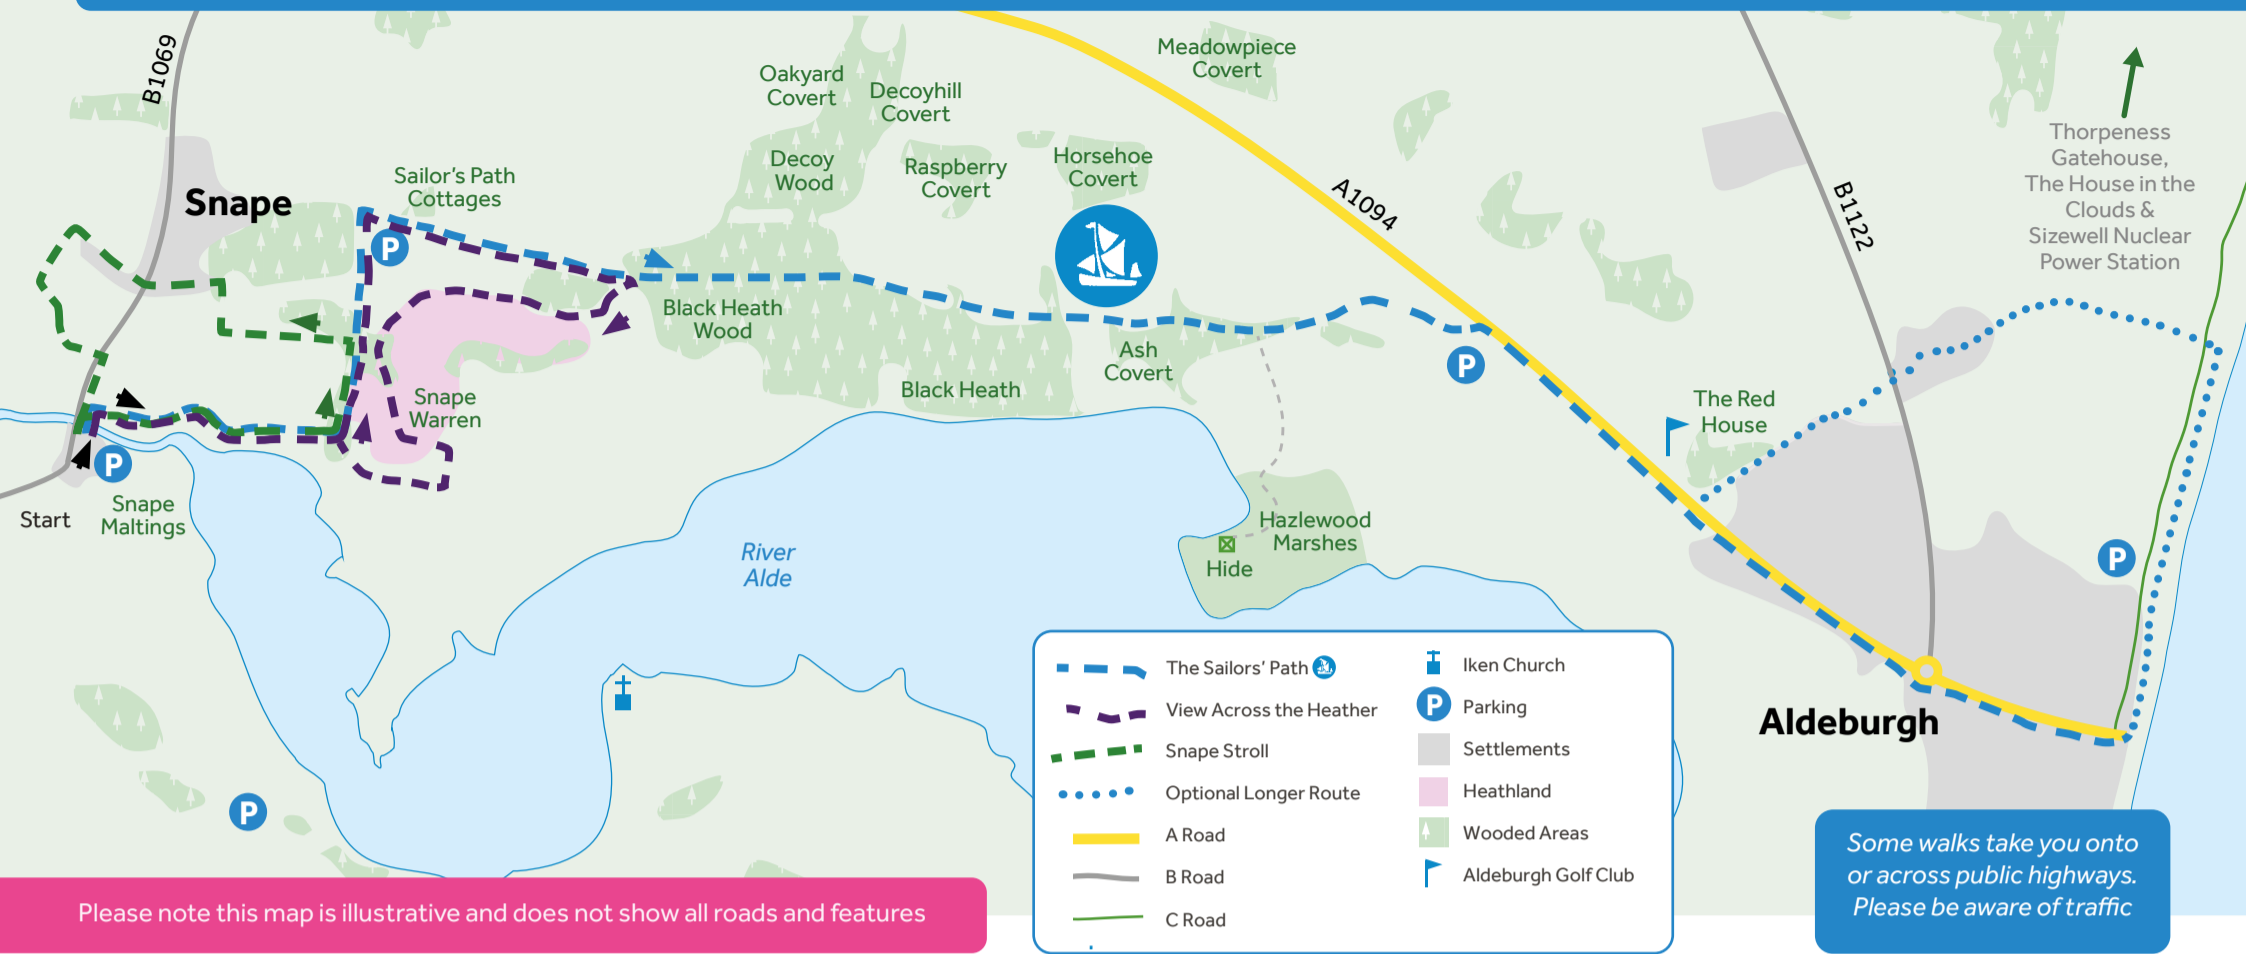 B1069
Snape
Sailor's Path
Cottages
Oakyard
Covert
Decoyhill
Covert
Decoy
Wood
Raspberry
Covert
Horsehoe
Covert
Meadowpiece
Covert
A1094
B1122
Thorpeness
Gatehouse,
The House in the
Clouds &
Sizewell Nuclear
Power Station
P
Black Heath
Wood
Black Heath
Ash
Covert
P
Snape
Warren
The Red
House
P
Start
Snape
Maltings
River
Alde
Hazlewood
Marshes
Hide
P
Aldeburgh
P
The Sailors' Path
View Across the Heather
Snape Stroll
Optional Longer Route
A Road
B Road
C Road
Iken Church
P Parking
Settlements
Heathland
Wooded Areas
Aldeburgh Golf Club
Some walks take you onto
or across public highways.
Please be aware of traffic
Please note this map is illustrative and does not show all roads and features